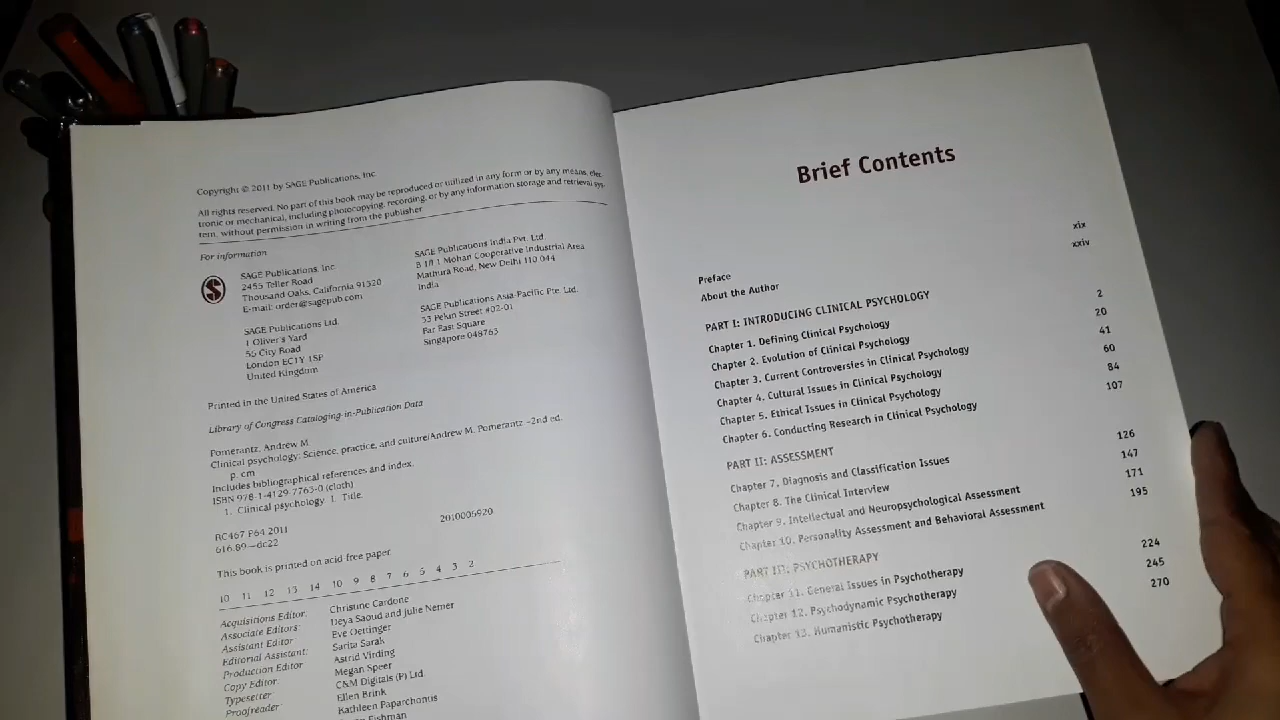 Copyright © 2011 by SAGE Publications, Inc.
All rights reserved. No part of this book may be reproduced or utilized in any form or by any means, elec-
tronic or mechanical, including photocopying, recording, or by any information storage and retrieval sys-
tem, without permission in writing from the publisher.
For information
SAGE Publications, Inc.
2455 Teller Road
Thousand Oaks, California 91320
E-mail: order@sagepub.com
SAGE Publications Ltd.
1 Oliver's Yard
55 City Road
London EC1Y 1SP
United Kingdom
SAGE Publications India Pvt. Ltd.
B 1/I 1 Mohan Cooperative Industrial Area
Mathura Road, New Delhi 110 044
India
SAGE Publications Asia-Pacific Pte. Ltd.
33 Pekin Street #02-01
Far East Square
Singapore 048763
Printed in the United States of America
Library of Congress Cataloging-in-Publication Data
Pomerantz, Andrew M.
Clinical psychology: Science, practice, and culture/Andrew M. Pomerantz.-2nd ed.
p. cm
Includes bibliographical references and index.
ISBN 978-1-4129-7763-0 (cloth)
1. Clinical psychology. I. Title.
RC467 P64 2011
616.89—dc22
2010005920
This book is printed on acid-free paper
10 11 12 13 14 10 9 8 7 6 5 4 3 2
Acquisitions Editor: Christine Cardone
Associate Editors: Deya Saoud and Julie Nemer
Assistant Editor Eve Oettinger
Editorial Assistant: Sarita Sarak
Production Editor Astrid Virding
Copy Editor: Megan Speer
Typesetter C&M Digitals (P) Ltd.
Proofreader: Ellen Brink
Kathleen Paparchontis
Fishman
Brief Contents
Preface xix
About the Author xxiv
PART I: INTRODUCING CLINICAL PSYCHOLOGY
Chapter 1. Defining Clinical Psychology 2
Chapter 2. Evolution of Clinical Psychology 20
Chapter 3. Current Controversies in Clinical Psychology 41
Chapter 4. Cultural Issues in Clinical Psychology 60
Chapter 5. Ethical Issues in Clinical Psychology 84
Chapter 6. Conducting Research in Clinical Psychology 107
PART II: ASSESSMENT
Chapter 7. Diagnosis and Classification Issues 126
Chapter 8. The Clinical Interview 147
Chapter 9. Intellectual and Neuropsychological Assessment 171
Chapter 10. Personality Assessment and Behavioral Assessment 195
PART III: PSYCHOTHERAPY
Chapter 11. General Issues in Psychotherapy 224
Chapter 12. Psychodynamic Psychotherapy 245
Chapter 13. Humanistic Psychotherapy 270